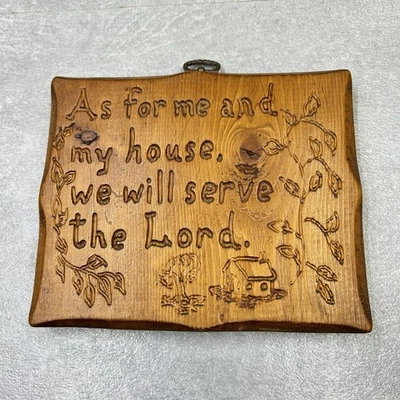 As for me and
my house,
we will serve
the Lord.